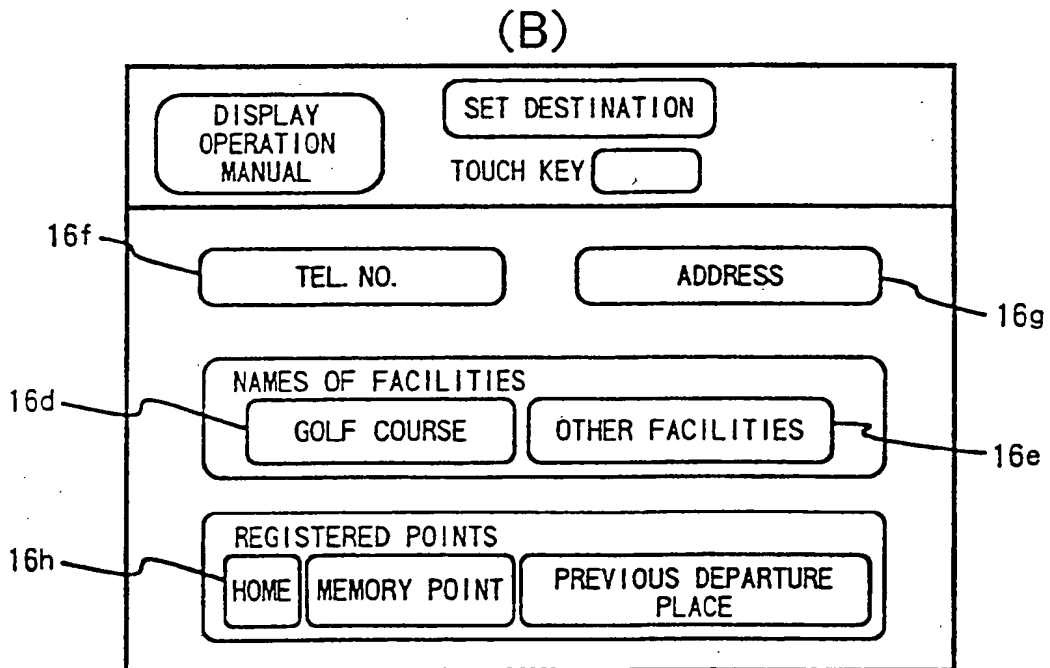 (B)
DISPLAY
OPERATION
MANUAL
SET DESTINATION
TOUCH KEY
16f
TEL. NO.
ADDRESS
16g
NAMES OF FACILITIES
16d
GOLF COURSE
OTHER FACILITIES
16e
REGISTERED POINTS
16h
HOME
MEMORY POINT
PREVIOUS DEPARTURE
PLACE